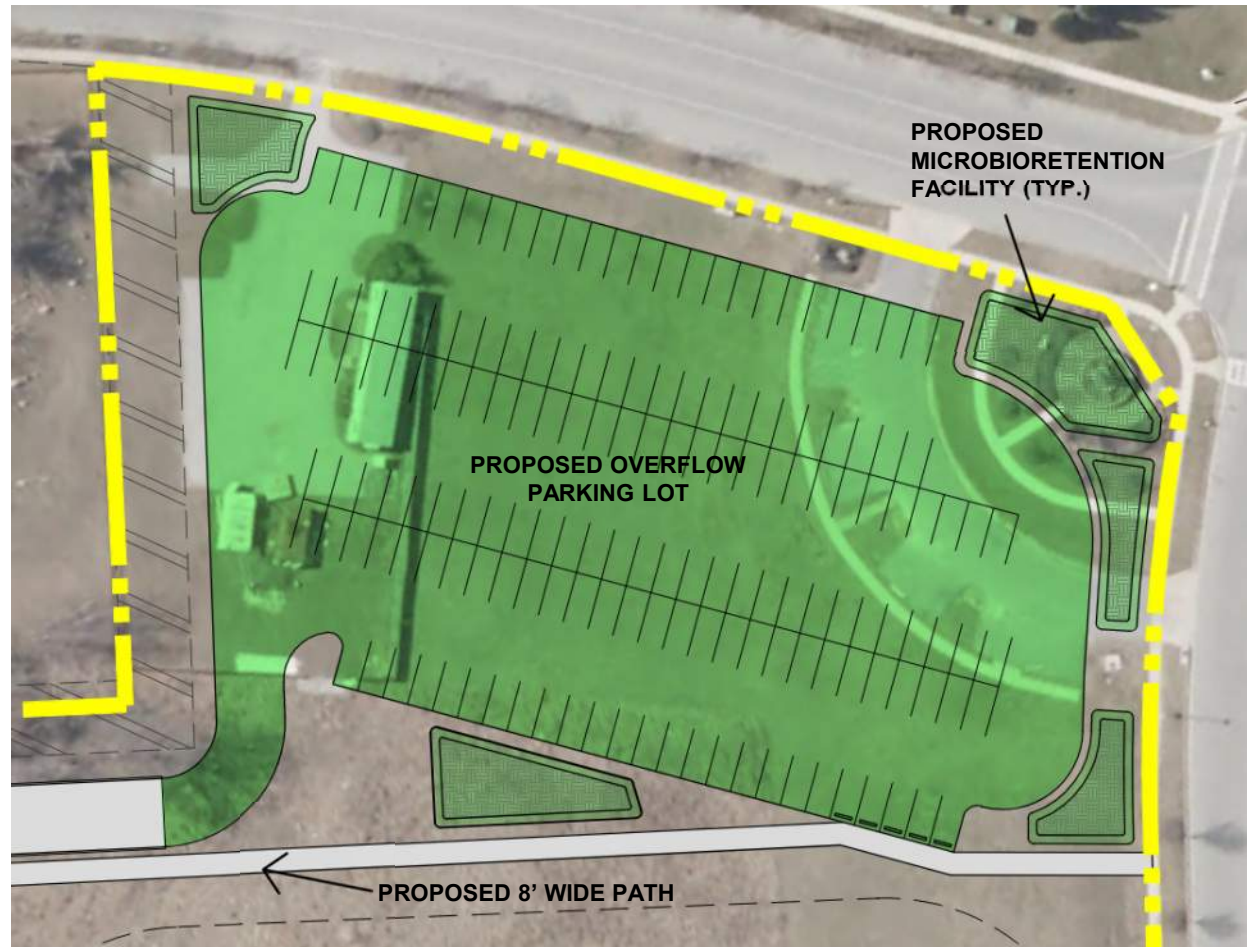 PROPOSED
MICROBIORETENTION
FACILITY (TYP.)
PROPOSED OVERFLOW
PARKING LOT
PROPOSED 8' WIDE PATH